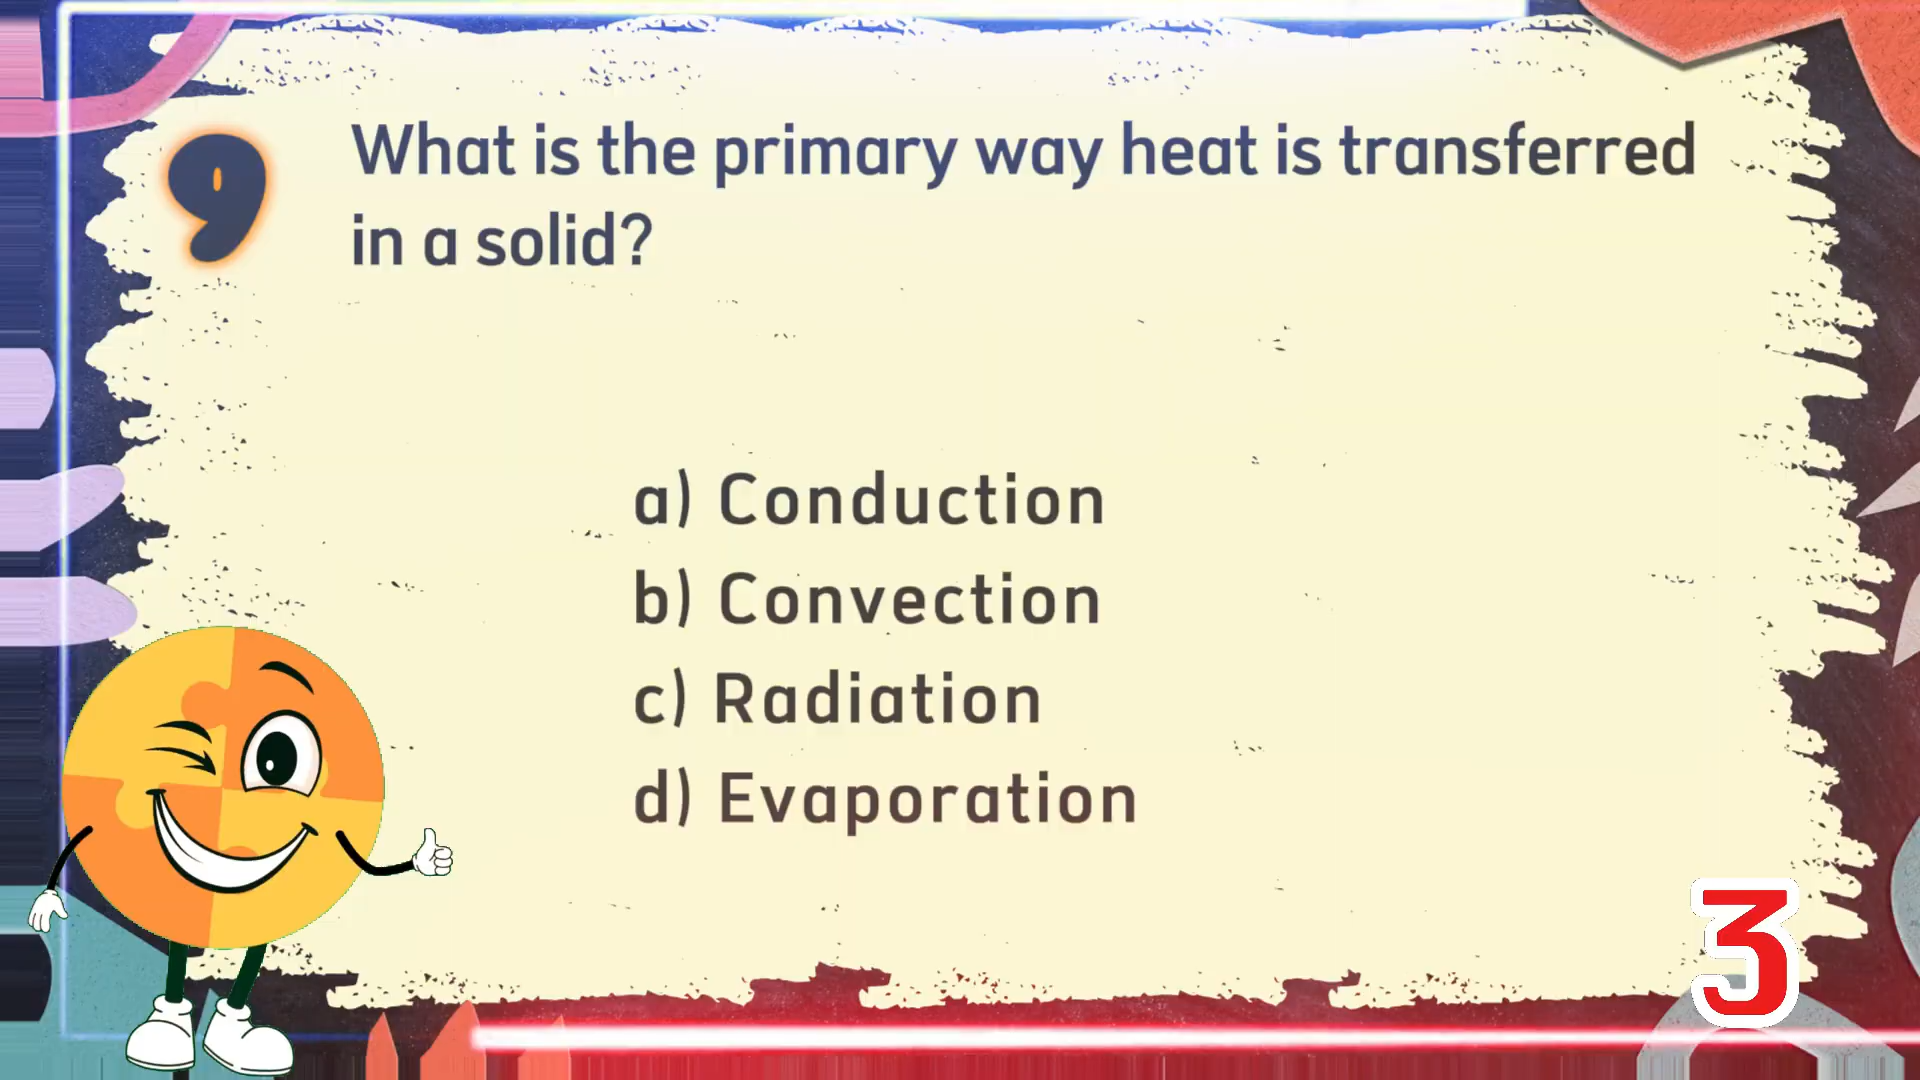 9
What is the primary way heat is transferred
in a solid?
a) Conduction
b) Convection
c) Radiation
d) Evaporation
3